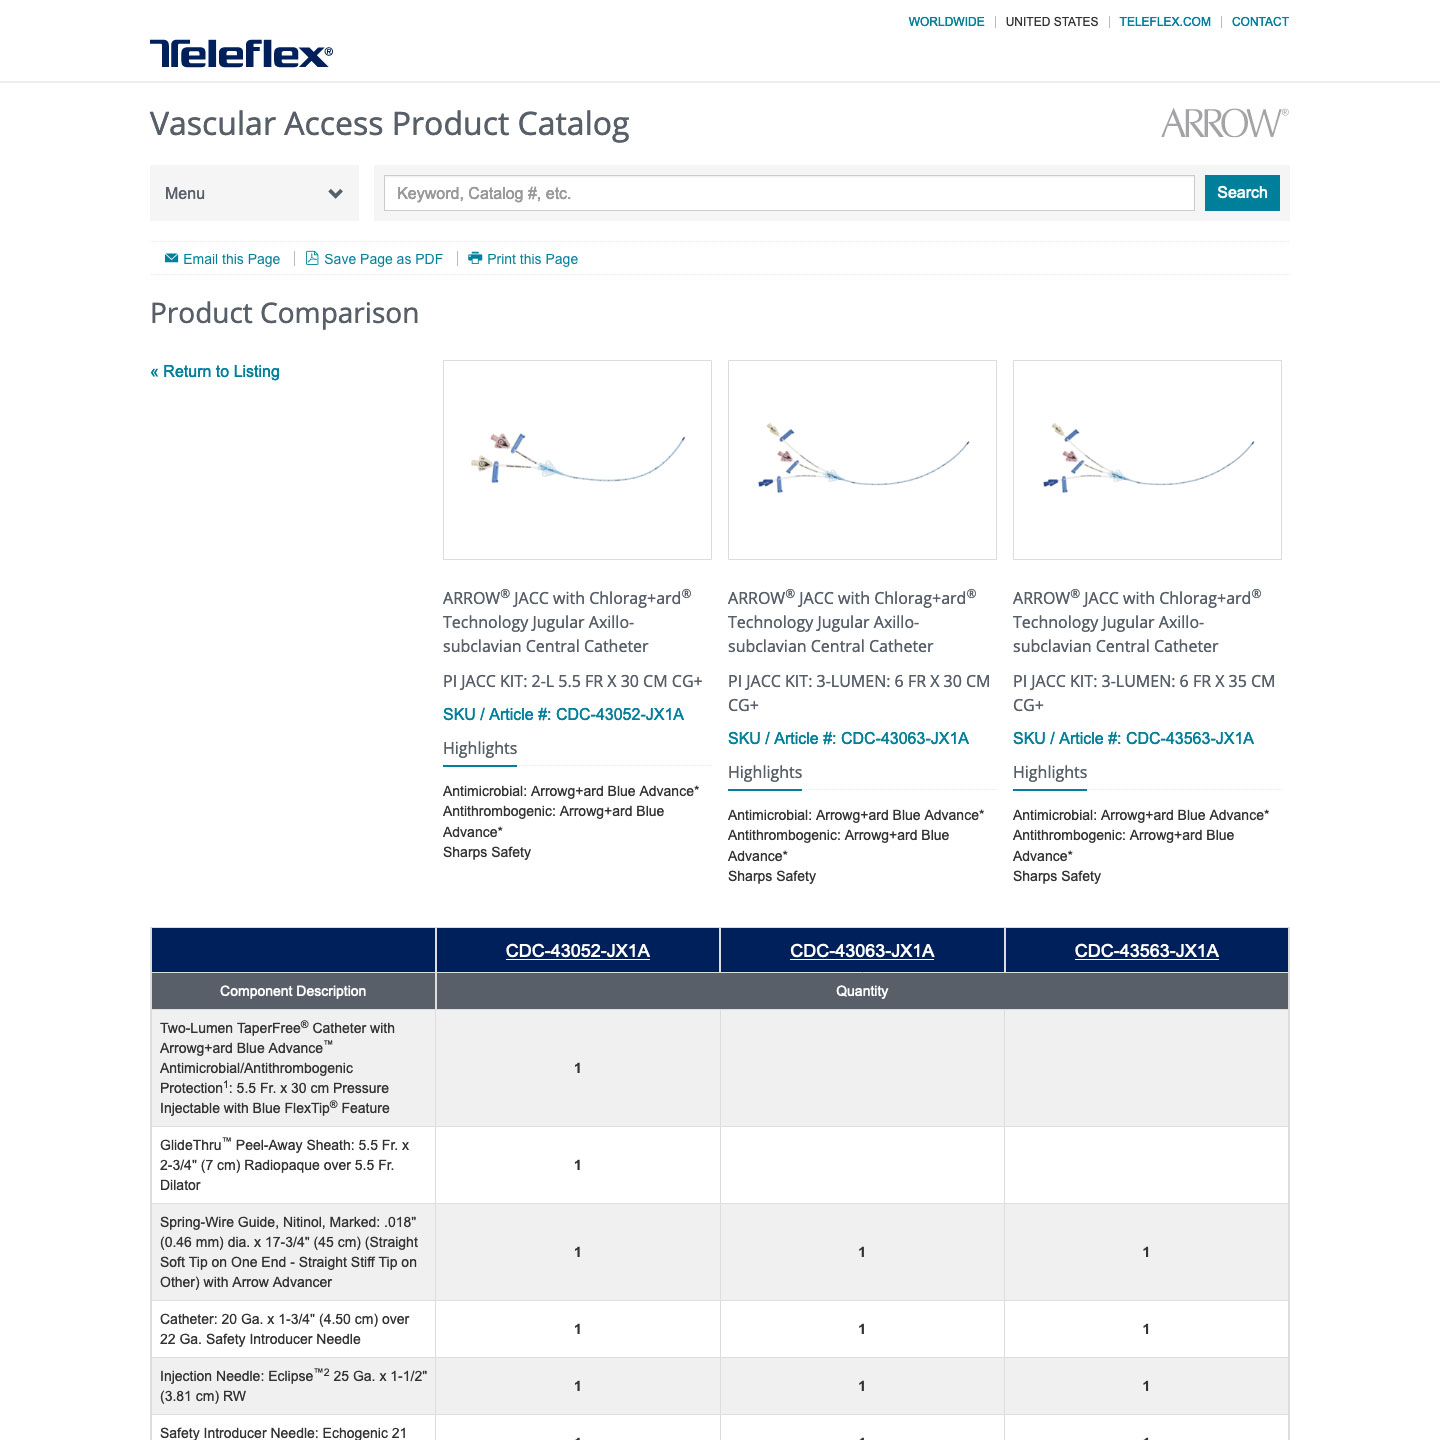 WORLDWIDE UNITED STATES TELEFLEX.COM CONTACT
Teleflex®
Vascular Access Product Catalog
ARROW®
Menu
Keyword, Catalog #, etc.
Search
Email this Page Save Page as PDF Print this Page
Product Comparison
« Return to Listing
ARROW® JACC with Chlorag+ard®
Technology Jugular Axillo-
subclavian Central Catheter
PI JACC KIT: 2-L 5.5 FR X 30 CM CG+
SKU / Article #: CDC-43052-JX1A
Highlights
Antimicrobial: Arrowg+ard Blue Advance*
Antithrombogenic: Arrowg+ard Blue
Advance*
Sharps Safety
ARROW® JACC with Chlorag+ard®
Technology Jugular Axillo-
subclavian Central Catheter
PI JACC KIT: 3-LUMEN: 6 FR X 30 CM
CG+
SKU / Article #: CDC-43063-JX1A
Highlights
Antimicrobial: Arrowg+ard Blue Advance*
Antithrombogenic: Arrowg+ard Blue
Advance*
Sharps Safety
ARROW® JACC with Chlorag+ard®
Technology Jugular Axillo-
subclavian Central Catheter
PI JACC KIT: 3-LUMEN: 6 FR X 35 CM
CG+
SKU / Article #: CDC-43563-JX1A
Highlights
Antimicrobial: Arrowg+ard Blue Advance*
Antithrombogenic: Arrowg+ard Blue
Advance*
Sharps Safety
CDC-43052-JX1A CDC-43063-JX1A CDC-43563-JX1A
Component Description Quantity
Two-Lumen TaperFree® Catheter with
Arrowg+ard Blue Advance™
Antimicrobial/Antithrombogenic
Protection¹: 5.5 Fr. x 30 cm Pressure
Injectable with Blue FlexTip® Feature
1
GlideThru™ Peel-Away Sheath: 5.5 Fr. x
2-3/4" (7 cm) Radiopaque over 5.5 Fr.
Dilator
1
Spring-Wire Guide, Nitinol, Marked: .018"
(0.46 mm) dia. x 17-3/4" (45 cm) (Straight
Soft Tip on One End - Straight Stiff Tip on
Other) with Arrow Advancer
1 1 1
Catheter: 20 Ga. x 1-3/4" (4.50 cm) over
22 Ga. Safety Introducer Needle
1 1 1
Injection Needle: Eclipse™² 25 Ga. x 1-1/2"
(3.81 cm) RW
1 1 1
Safety Introducer Needle: Echogenic 21